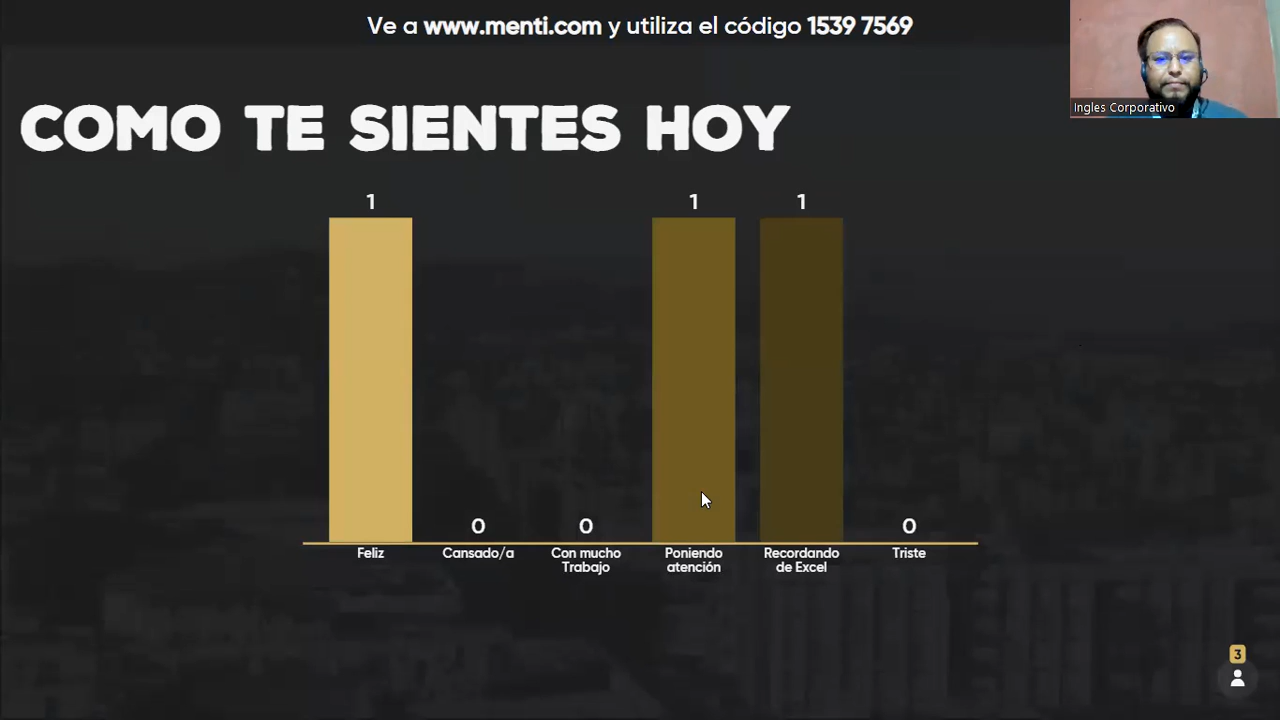 Ve a www.menti.com y utiliza el código 1539 7569
Ingles Corporativo
COMO TE SIENTES HOY
1
0
0
1
1
0
Feliz
Cansado/a
Con mucho
Trabajo
Poniendo
atención
Recordando
de Excel
Triste
3